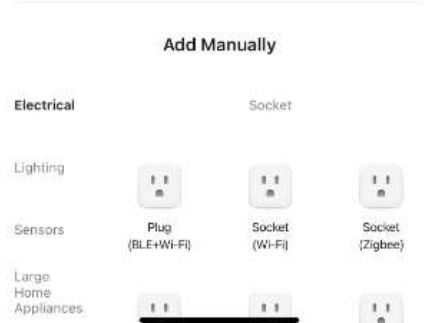 Add Manually
Electrical
Socket
Lighting
Sensors
Large
Home
Appliances
Plug
(BLE+Wi-Fi)
Socket
(Wi-Fi)
Socket
(Zigbee)